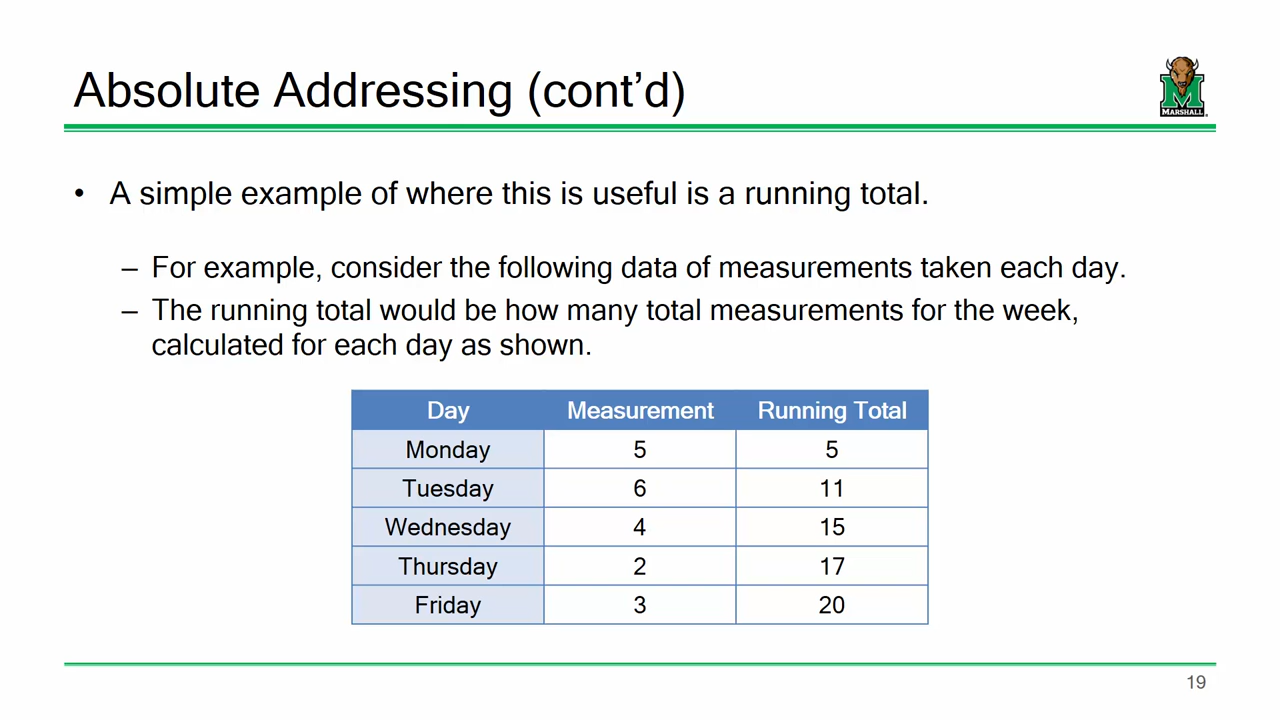 Absolute Addressing (cont’d)
MARSHALL
• A simple example of where this is useful is a running total.
– For example, consider the following data of measurements taken each day.
– The running total would be how many total measurements for the week,
calculated for each day as shown.
Day Measurement Running Total
Monday 5 5
Tuesday 6 11
Wednesday 4 15
Thursday 2 17
Friday 3 20
19